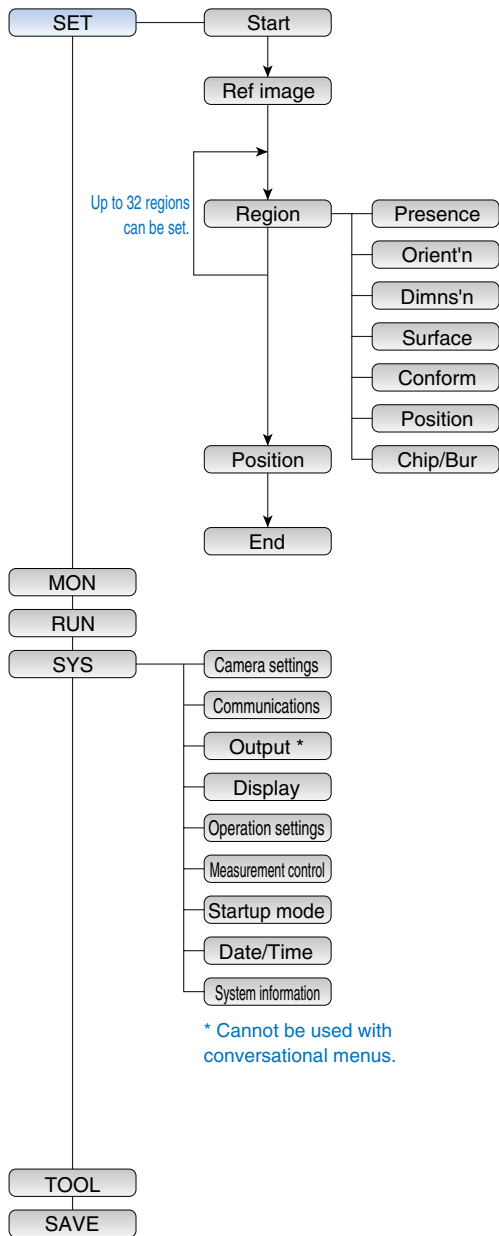 SET
Start
Ref image
Up to 32 regions
can be set.
Region
Presence
Orient'n
Dimns'n
Surface
Conform
Position
Chip/Bur
Position
End
MON
RUN
SYS
Camera settings
Communications
Output *
Display
Operation settings
Measurement control
Startup mode
Date/Time
System information
* Cannot be used with
conversational menus.
TOOL
SAVE